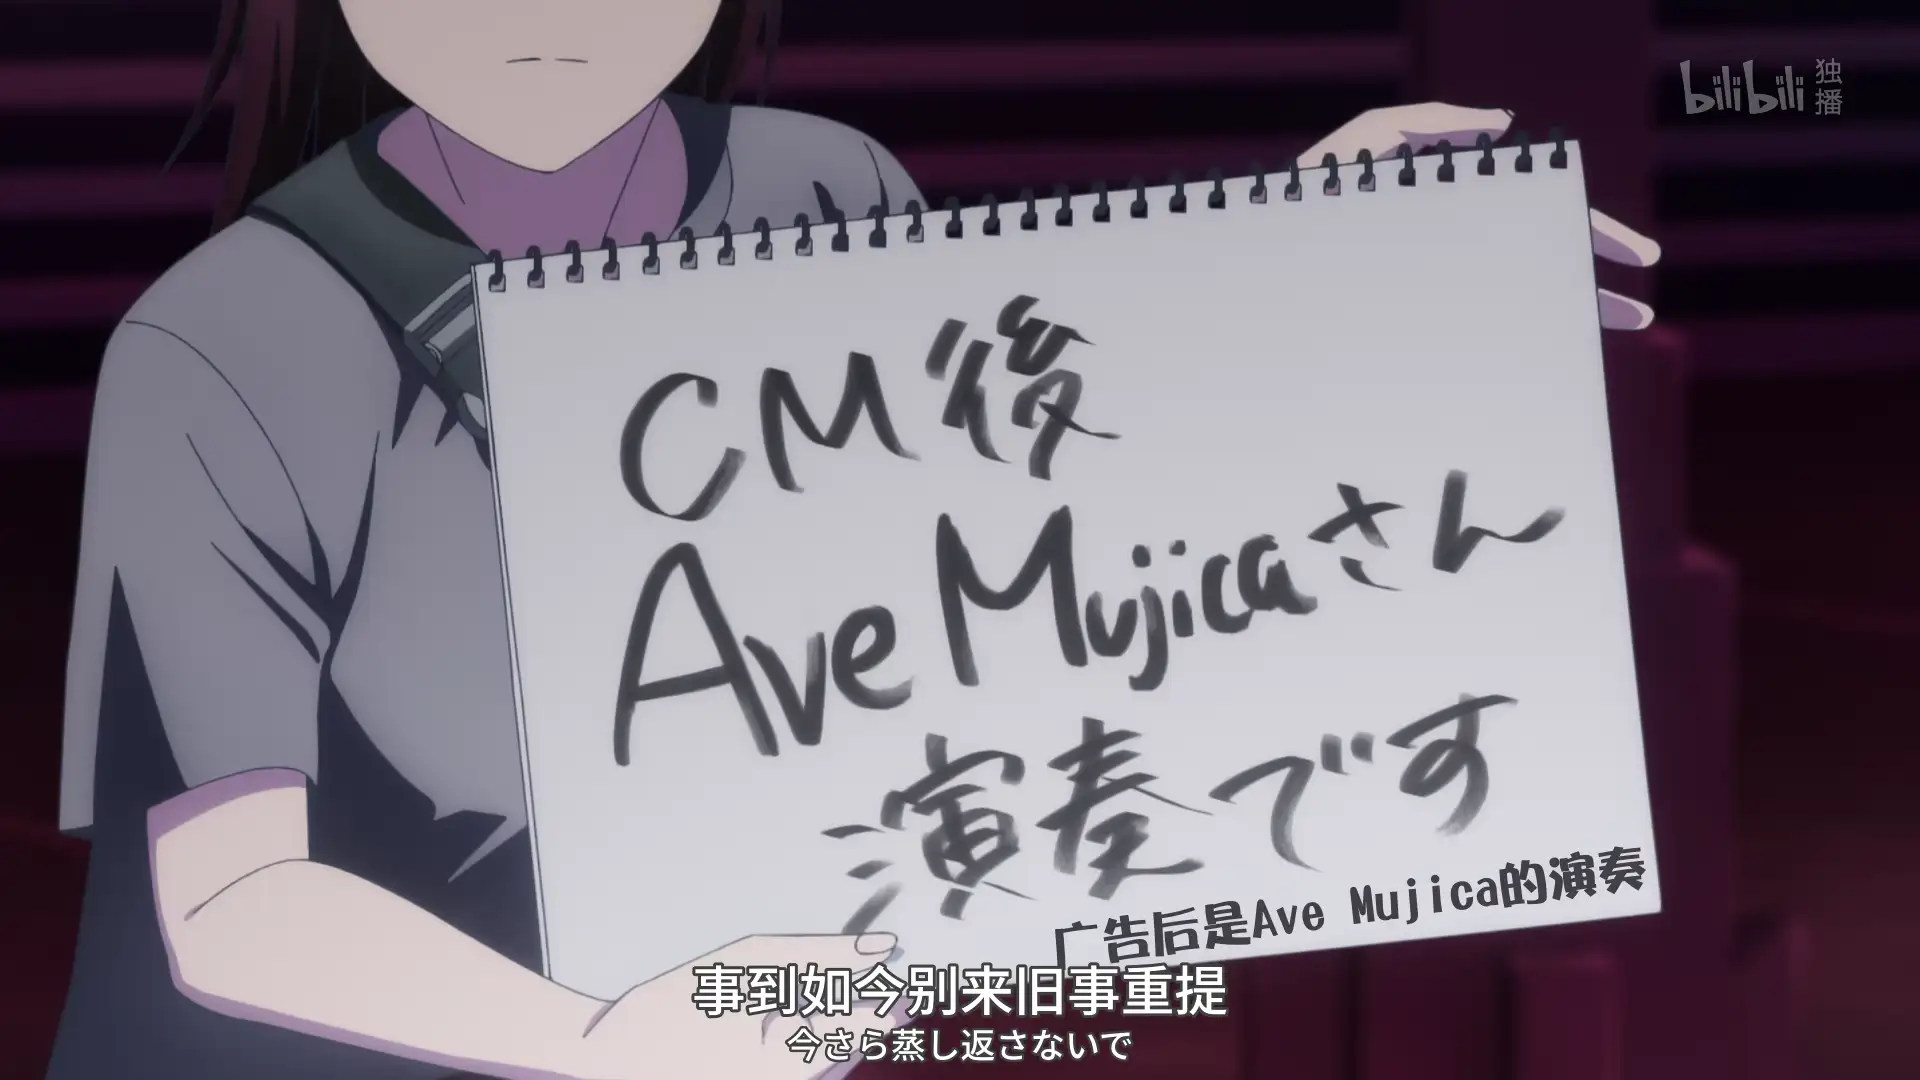 bilibili 独播
CM後
Ave Mujicaさん
演奏です
广告后是Ave Mujica的演奏
事到如今别来旧事重提
今さら蒸し返さないで